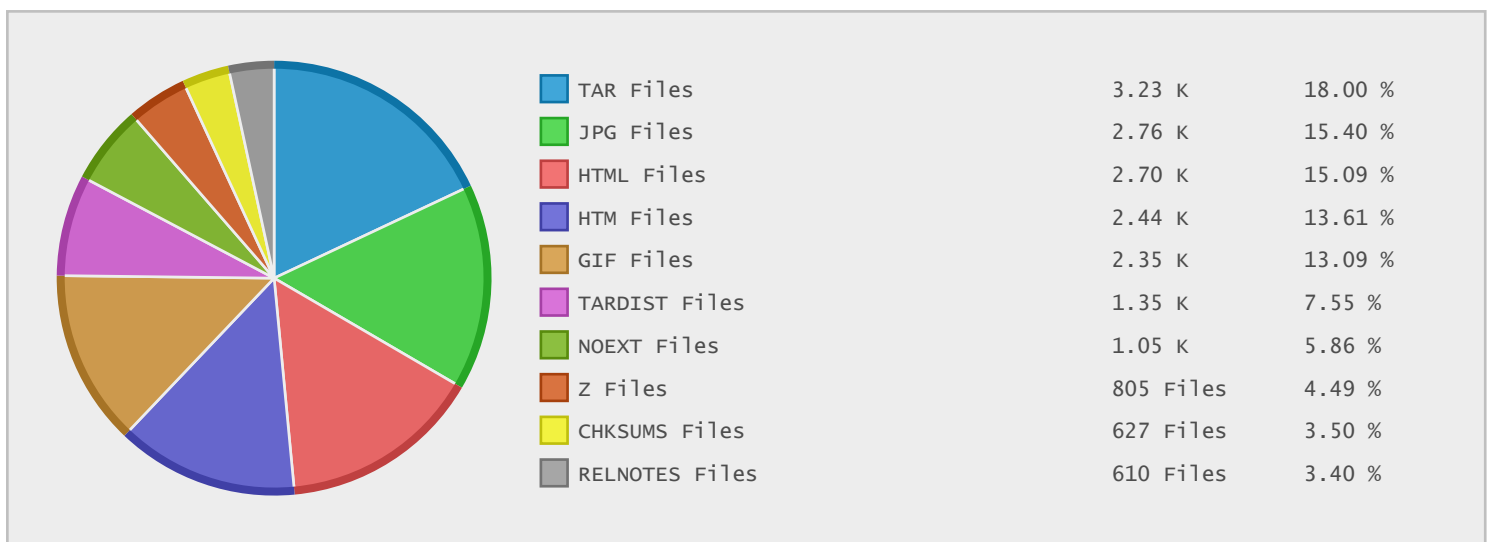 TAR Files 3.23 K 18.00 %
JPG Files 2.76 K 15.40 %
HTML Files 2.70 K 15.09 %
HTM Files 2.44 K 13.61 %
GIF Files 2.35 K 13.09 %
TARDIST Files 1.35 K 7.55 %
NOEXT Files 1.05 K 5.86 %
Z Files 805 Files 4.49 %
CHKSUMS Files 627 Files 3.50 %
RELNOTES Files 610 Files 3.40 %